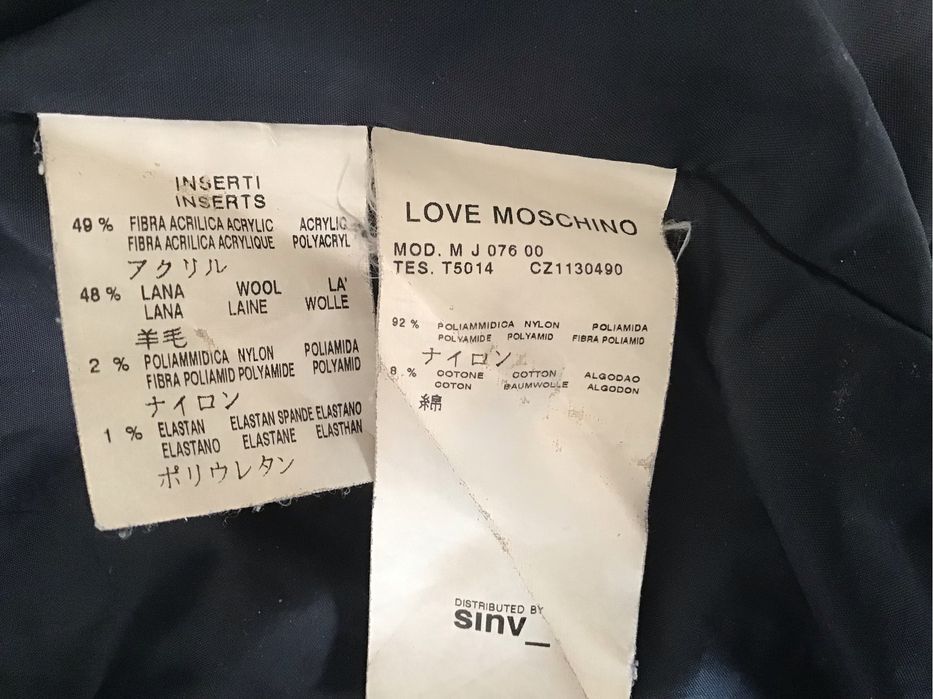 INSERTI
INSERTS
49 % FIBRA ACRILICA ACRYLIC ACRYLIC
FIBRA ACRILICA ACRYLIQUE POLYACRYL
アクリル
48 % LANA WOOL LA'
LANA LAINE WOLLE
羊毛
2 % POLIAMMIDICA NYLON POLIAMIDA
FIBRA POLIAMID POLYAMIDE POLYAMID
ナイロン
1 % ELASTAN ELASTAN SPANDE ELASTANO
ELASTANO ELASTANE ELASTHAN
ポリウレタン
LOVE MOSCHINO
MOD. M J 076 00
TES. T5014 CZ1130490
92 % POLIAMMIDICA NYLON POLIAMIDA
POLYAMIDE POLYAMID FIBRA POLIAMID
ナイロン
8 % COTONE COTTON ALGODAO
COTON BAUMWOLLE ALGODON
綿
DISTRIBUTED BY
sinv_